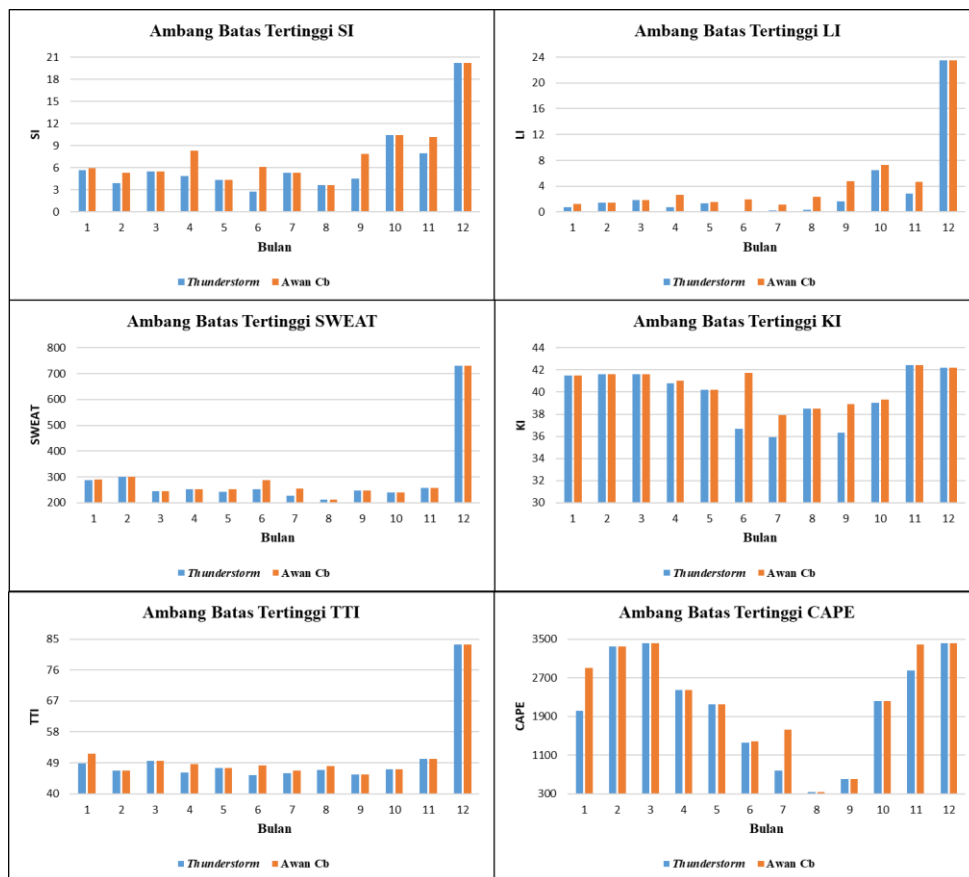 Ambang Batas Tertinggi SI
21
18
15
12
9
6
3
0
SI
1 2 3 4 5 6 7 8 9 10 11 12
Bulan
Thunderstorm Awan Cb
Ambang Batas Tertinggi LI
24
20
16
12
8
4
0
LI
1 2 3 4 5 6 7 8 9 10 11 12
Bulan
Thunderstorm Awan Cb
Ambang Batas Tertinggi SWEAT
800
700
600
500
400
300
200
SWEAT
1 2 3 4 5 6 7 8 9 10 11 12
Bulan
Thunderstorm Awan Cb
Ambang Batas Tertinggi KI
44
42
40
38
36
34
32
30
KI
1 2 3 4 5 6 7 8 9 10 11 12
Bulan
Thunderstorm Awan Cb
Ambang Batas Tertinggi TTI
85
76
67
58
49
40
TTI
1 2 3 4 5 6 7 8 9 10 11 12
Bulan
Thunderstorm Awan Cb
Ambang Batas Tertinggi CAPE
3500
2700
1900
1100
300
CAPE
1 2 3 4 5 6 7 8 9 10 11 12
Bulan
Thunderstorm Awan Cb